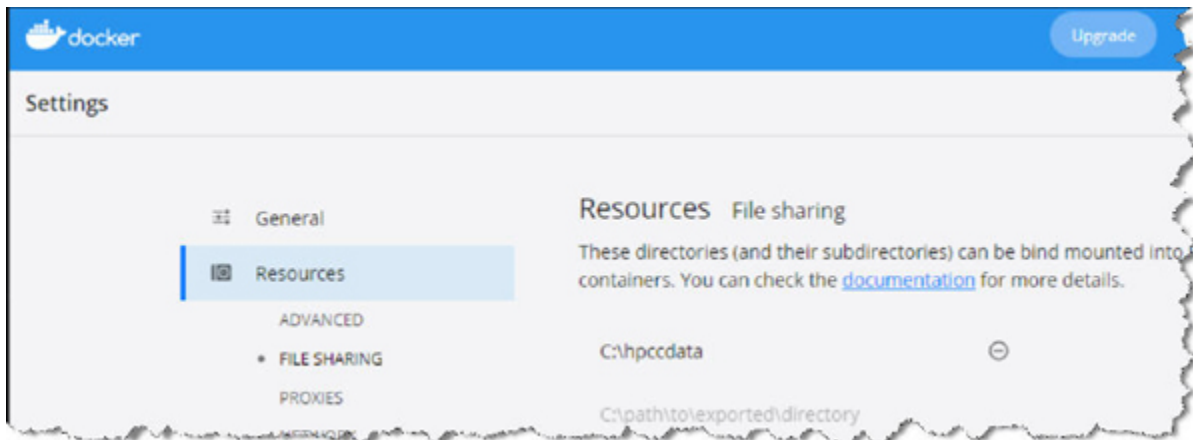 docker
Upgrade
Settings
General
Resources
ADVANCED
FILE SHARING
PROXIES
NETWORK
Resources File sharing
These directories (and their subdirectories) can be bind mounted into
containers. You can check the documentation for more details.
C:\hpccdata
C:\path\to\exported\directory